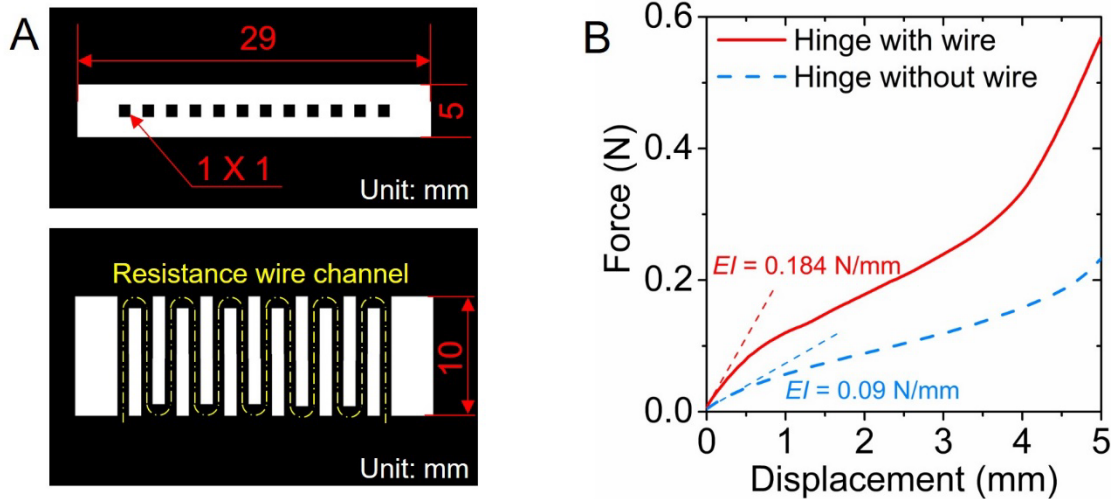 A
29
5
1 X 1
Unit: mm
Resistance wire channel
10
Unit: mm
B
Hinge with wire
Hinge without wire
Force (N)
0.6
0.4
0.2
0.0
EI = 0.184 N/mm
EI = 0.09 N/mm
0 1 2 3 4 5
Displacement (mm)